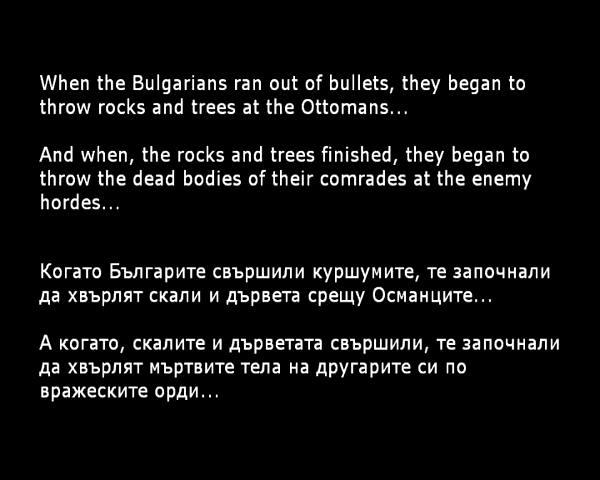 When the Bulgarians ran out of bullets, they began to
throw rocks and trees at the Ottomans...
And when, the rocks and trees finished, they began to
throw the dead bodies of their comrades at the enemy
hordes...
Когато Българите свършили куршумите, те започнали
да хвърлят скали и дървета срещу Османците...
А когато, скалите и дърветата свършили, те започнали
да хвърлят мъртвите тела на другарите си по
вражеските орди...